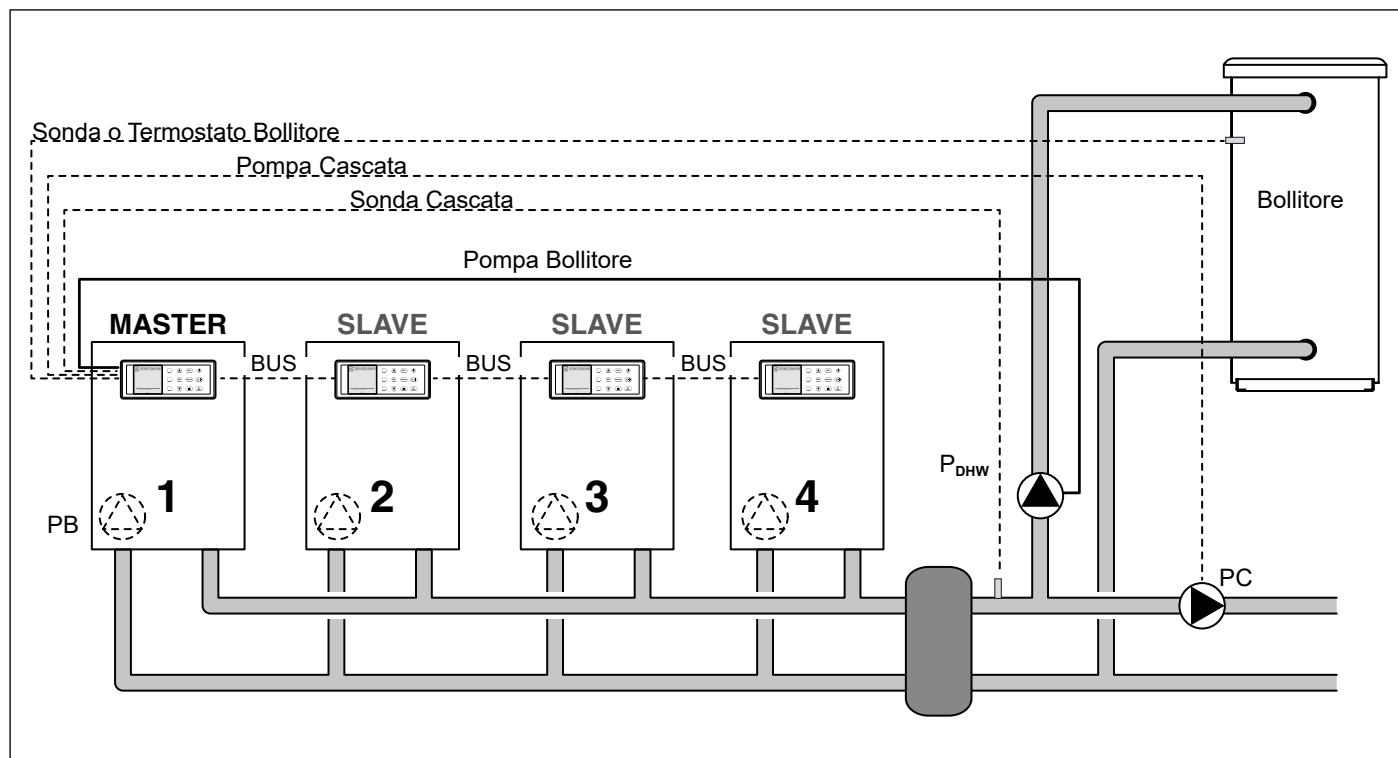 Sonda o Termostato Bollitore
Pompa Cascata
Sonda Cascata
Bollitore
Pompa Bollitore
MASTER SLAVE SLAVE SLAVE
BUS BUS BUS
PDHW
PB 1 2 3 4
PC